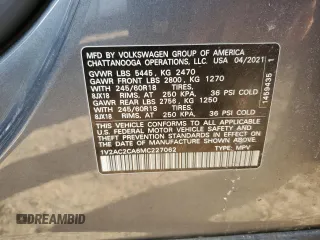 MFD. BY VOLKSWAGEN GROUP OF AMERICA
CHATTANOOGA OPERATIONS, LLC. USA 04/2021
GVWR LBS 5445, KG 2470
GAWR FRONT LBS 2800, KG 1270
WITH 245/60R18 TIRES,
8JX18 RIMS, AT 250 KPA, 36 PSI COLD
GAWR REAR LBS 2756, KG 1250
WITH 245/60R18 TIRES,
8JX18 RIMS, AT 250 KPA, 36 PSI COLD
THIS VEHICLE CONFORMS TO ALL APPLICABLE
FEDERAL MOTOR VEHICLE SAFETY AND
THEFT PREVENTION STANDARDS IN EFFECT ON THE
DATE OF MANUFACTURE SHOWN ABOVE.
1V2AC2CA6MC227062 TYPE: MPV
1499435 1
© DREAMBID